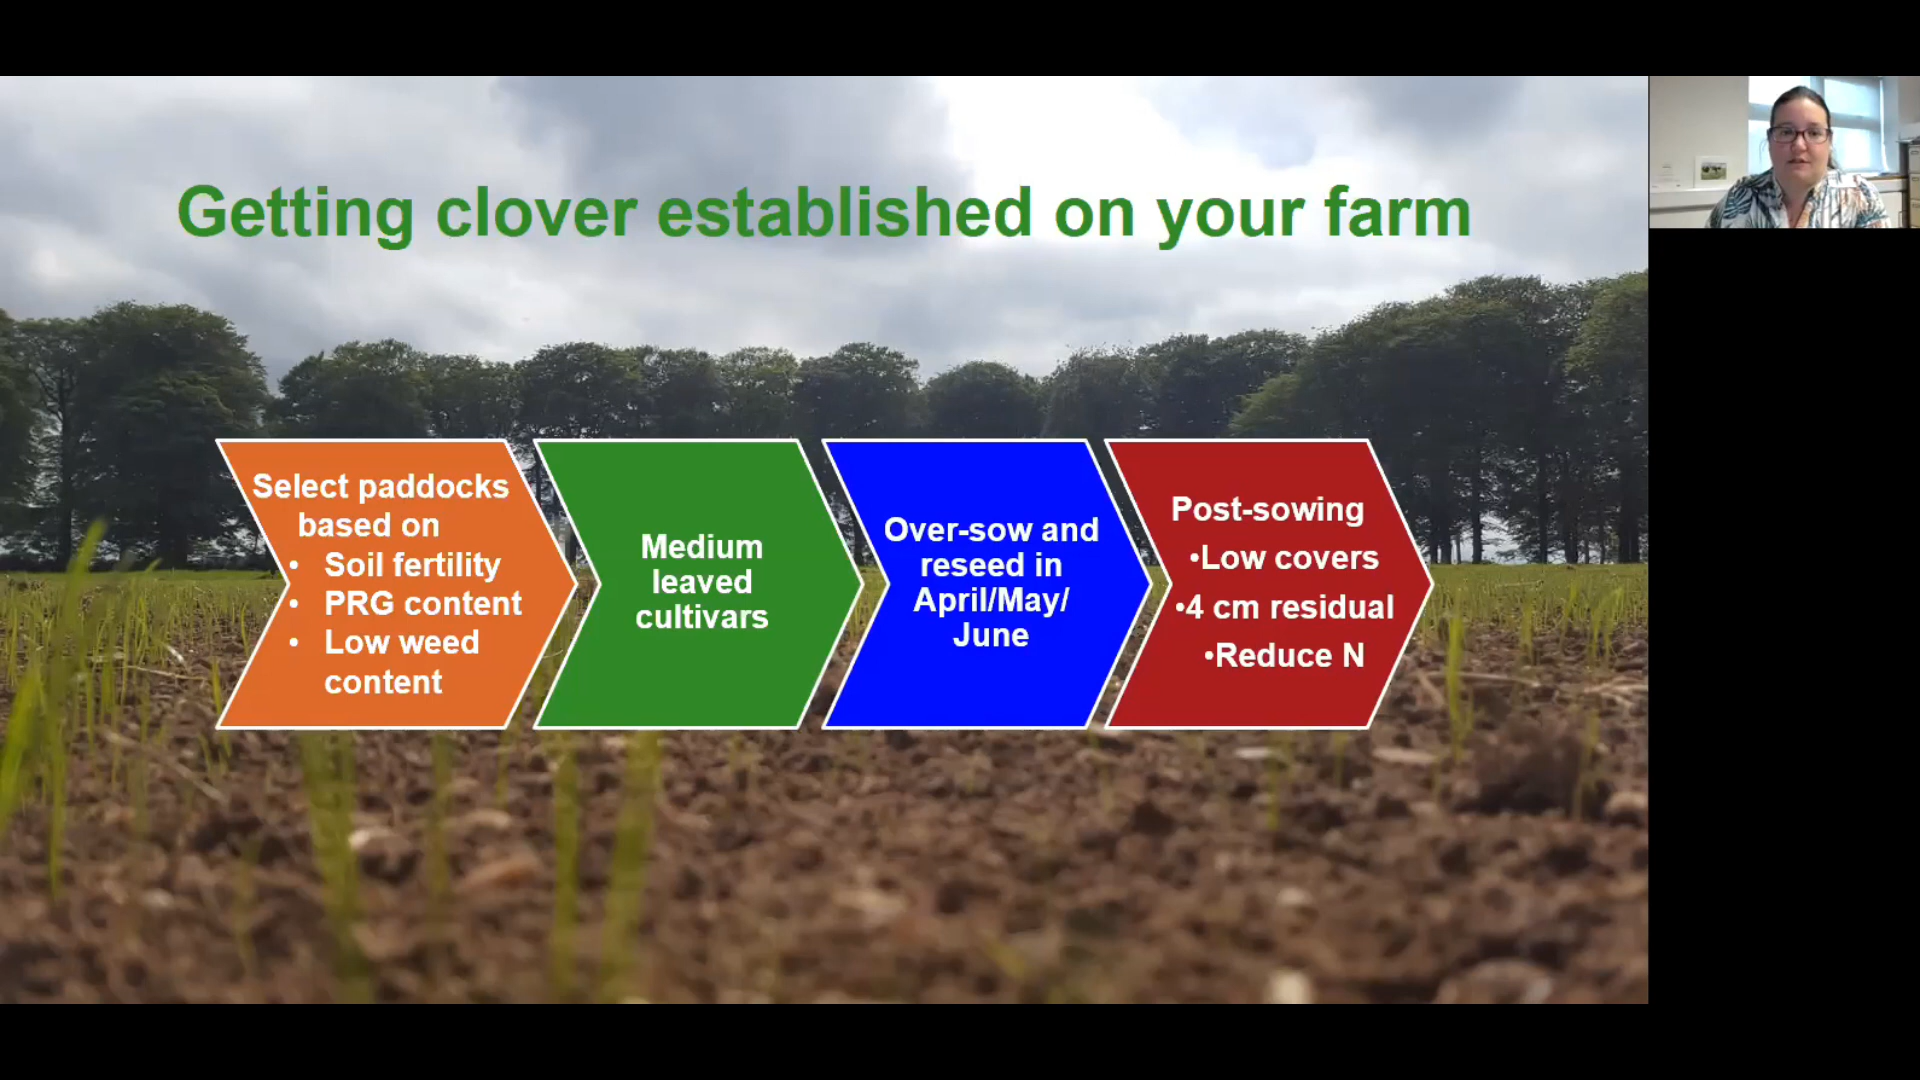 Getting clover established on your farm
Select paddocks
based on
• Soil fertility
• PRG content
• Low weed
content
Medium
leaved
cultivars
Over-sow and
reseed in
April/May/
June
Post-sowing
•Low covers
•4 cm residual
•Reduce N